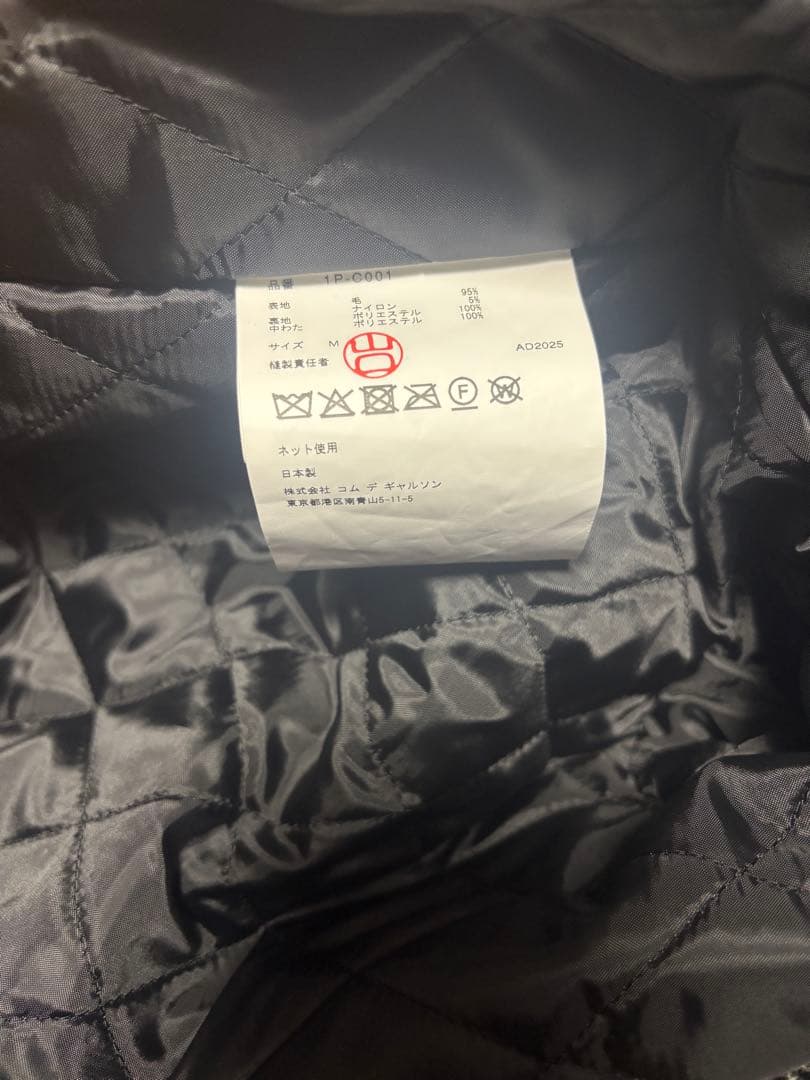 品番 1P-C001
表地 毛 95%
ナイロン 5%
裏地 ポリエステル 100%
中わた ポリエステル 100%
サイズ M AD2025
縫製責任者 山口
F W
ネット使用
日本製
株式会社 コム デ ギャルソン
東京都港区南青山5-11-5